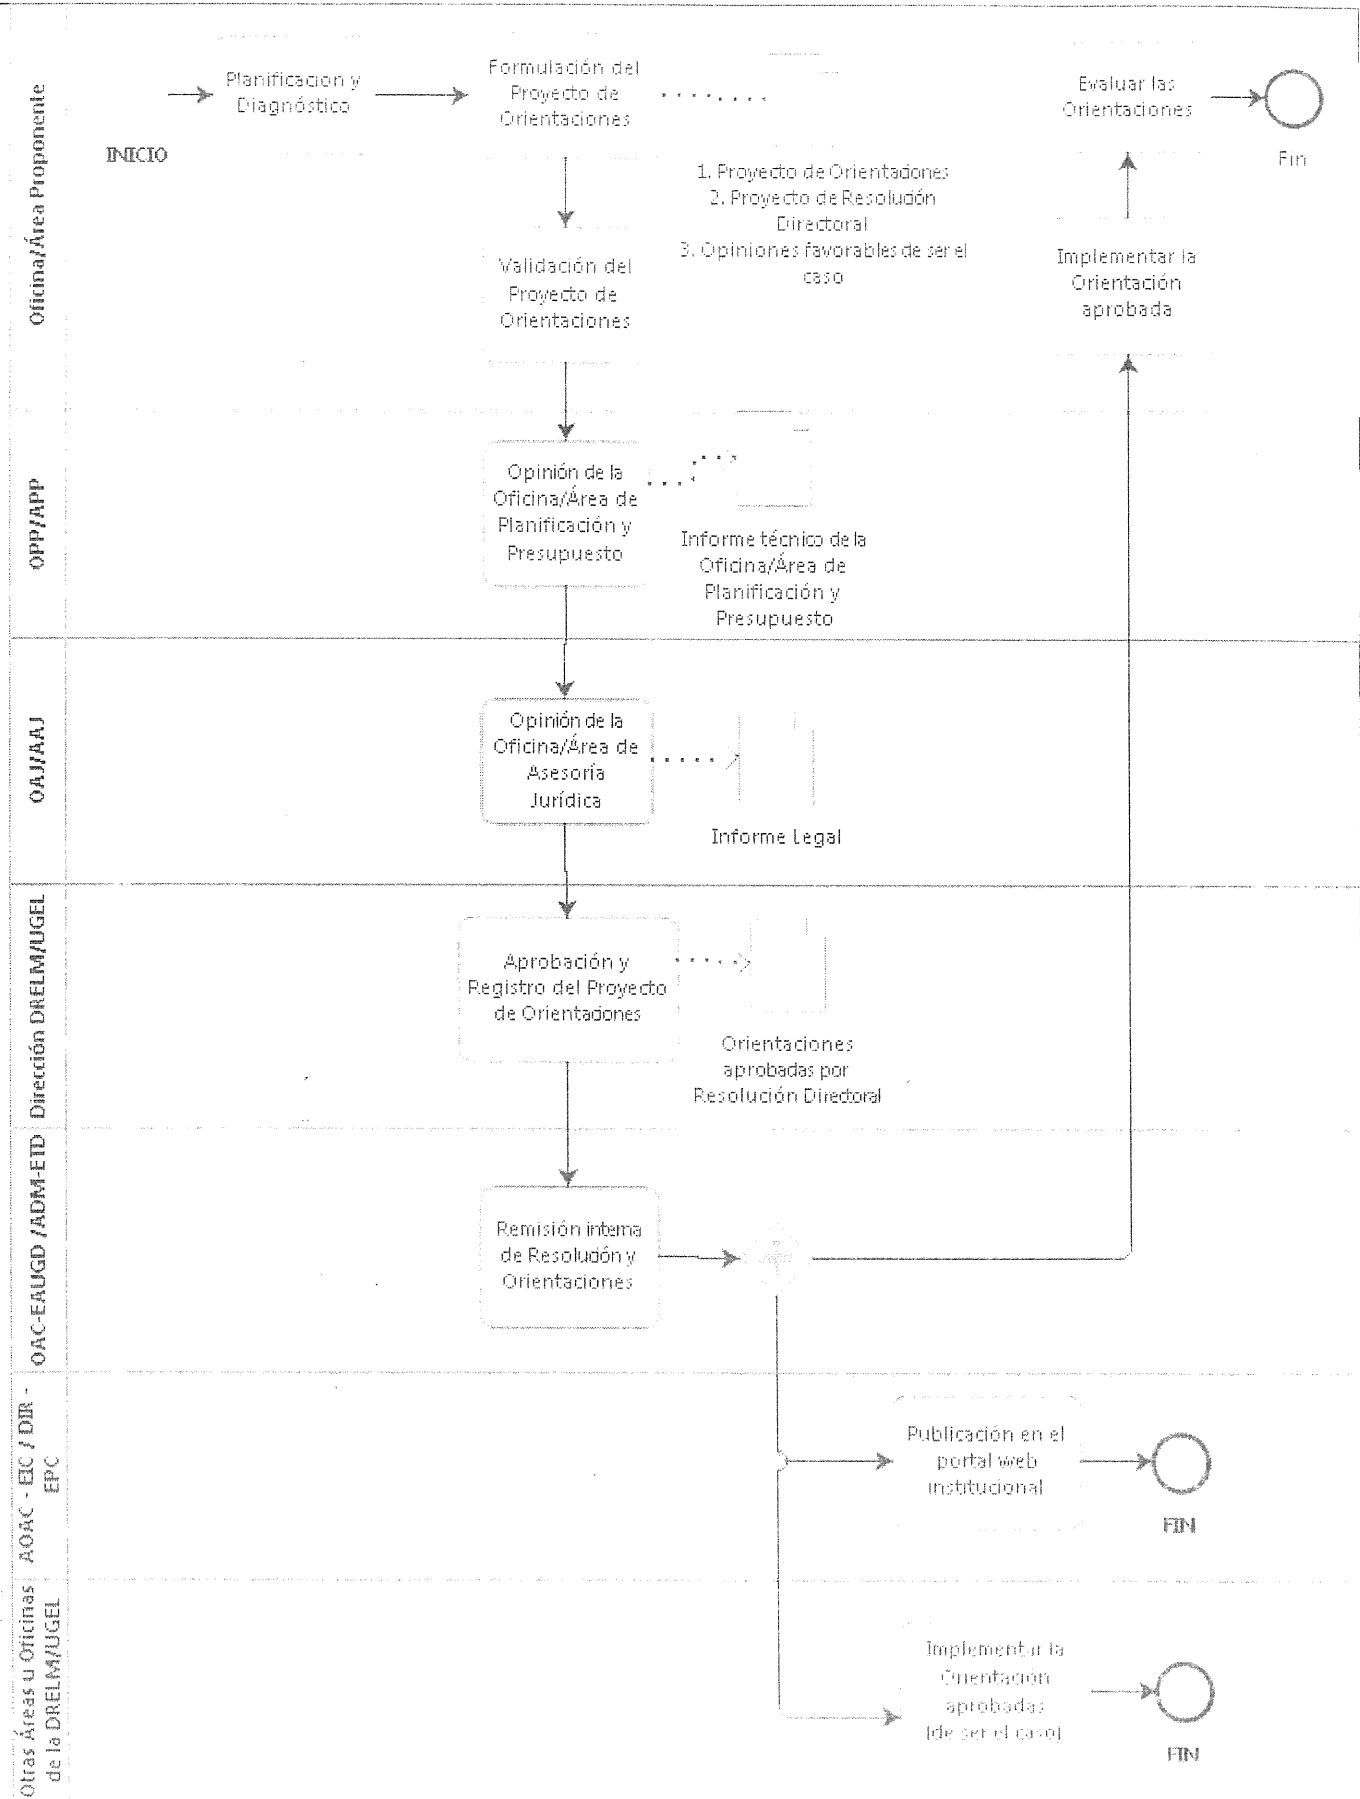 Oficina/Área Proponente
INICIO
Planificacion y
Diagnóstico
Formulación del
Proyecto de
Orientaciones
1. Proyecto de Orientaciones
2. Proyecto de Resolución
Directoral
3. Opiniones favorables de ser el
caso
Validación del
Proyecto de
Orientaciones
Evaluar las
Orientaciones
Fin
Implementar la
Orientación
aprobada
OPP/APP
Opinión de la
Oficina/Área de
Planificación y
Presupuesto
Informe técnico de la
Oficina/Área de
Planificación y
Presupuesto
OAJ/AAJ
Opinión de la
Oficina/Área de
Asesoría
Jurídica
Informe Legal
Dirección DRELM/UGEL
Aprobación y
Registro del Proyecto
de Orientaciones
Orientaciones
aprobadas por
Resolución Directoral
OAC-EAUGD /ADM-ETD
Remisión interna
de Resolución y
Orientaciones
AOAC - EIC / DIR -
EPC
Publicación en el
portal web
institucional
FIN
Otras Áreas u Oficinas
de la DRELM/UGEL
Implementar la
Orientación
aprobadas
(de ser el caso)
FIN